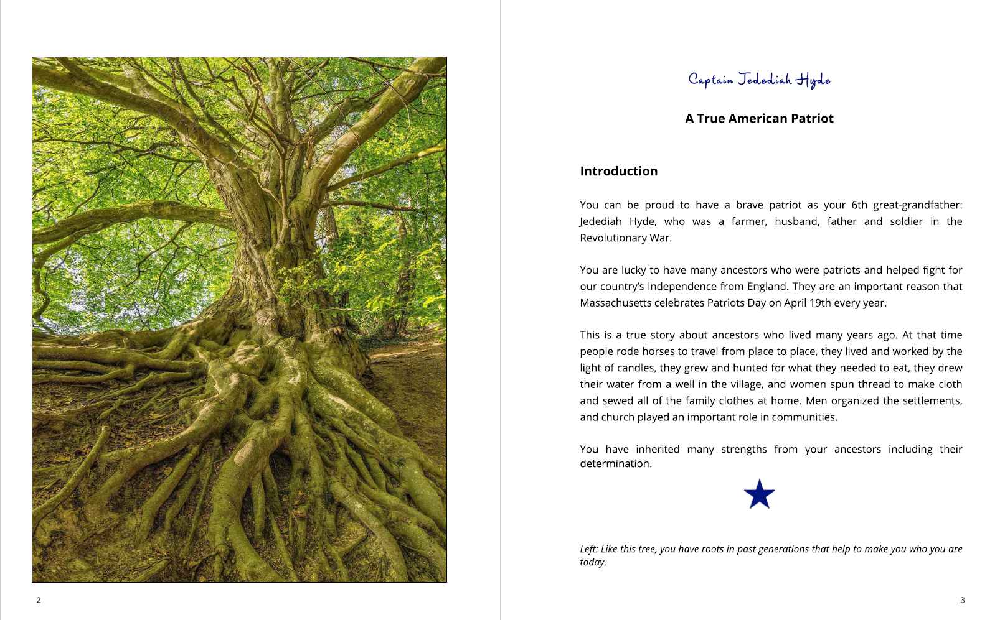 Captain Jedediah Hyde
A True American Patriot
Introduction
You can be proud to have a brave patriot as your 6th great-grandfather:
Jedediah Hyde, who was a farmer, husband, father and soldier in the
Revolutionary War.
You are lucky to have many ancestors who were patriots and helped fight for
our country’s independence from England. They are an important reason that
Massachusetts celebrates Patriots Day on April 19th every year.
This is a true story about ancestors who lived many years ago. At that time
people rode horses to travel from place to place, they lived and worked by the
light of candles, they grew and hunted for what they needed to eat, they drew
their water from a well in the village, and women spun thread to make cloth
and sewed all of the family clothes at home. Men organized the settlements,
and church played an important role in communities.
You have inherited many strengths from your ancestors including their
determination.
Left: Like this tree, you have roots in past generations that help to make you who you are
today.
2
3